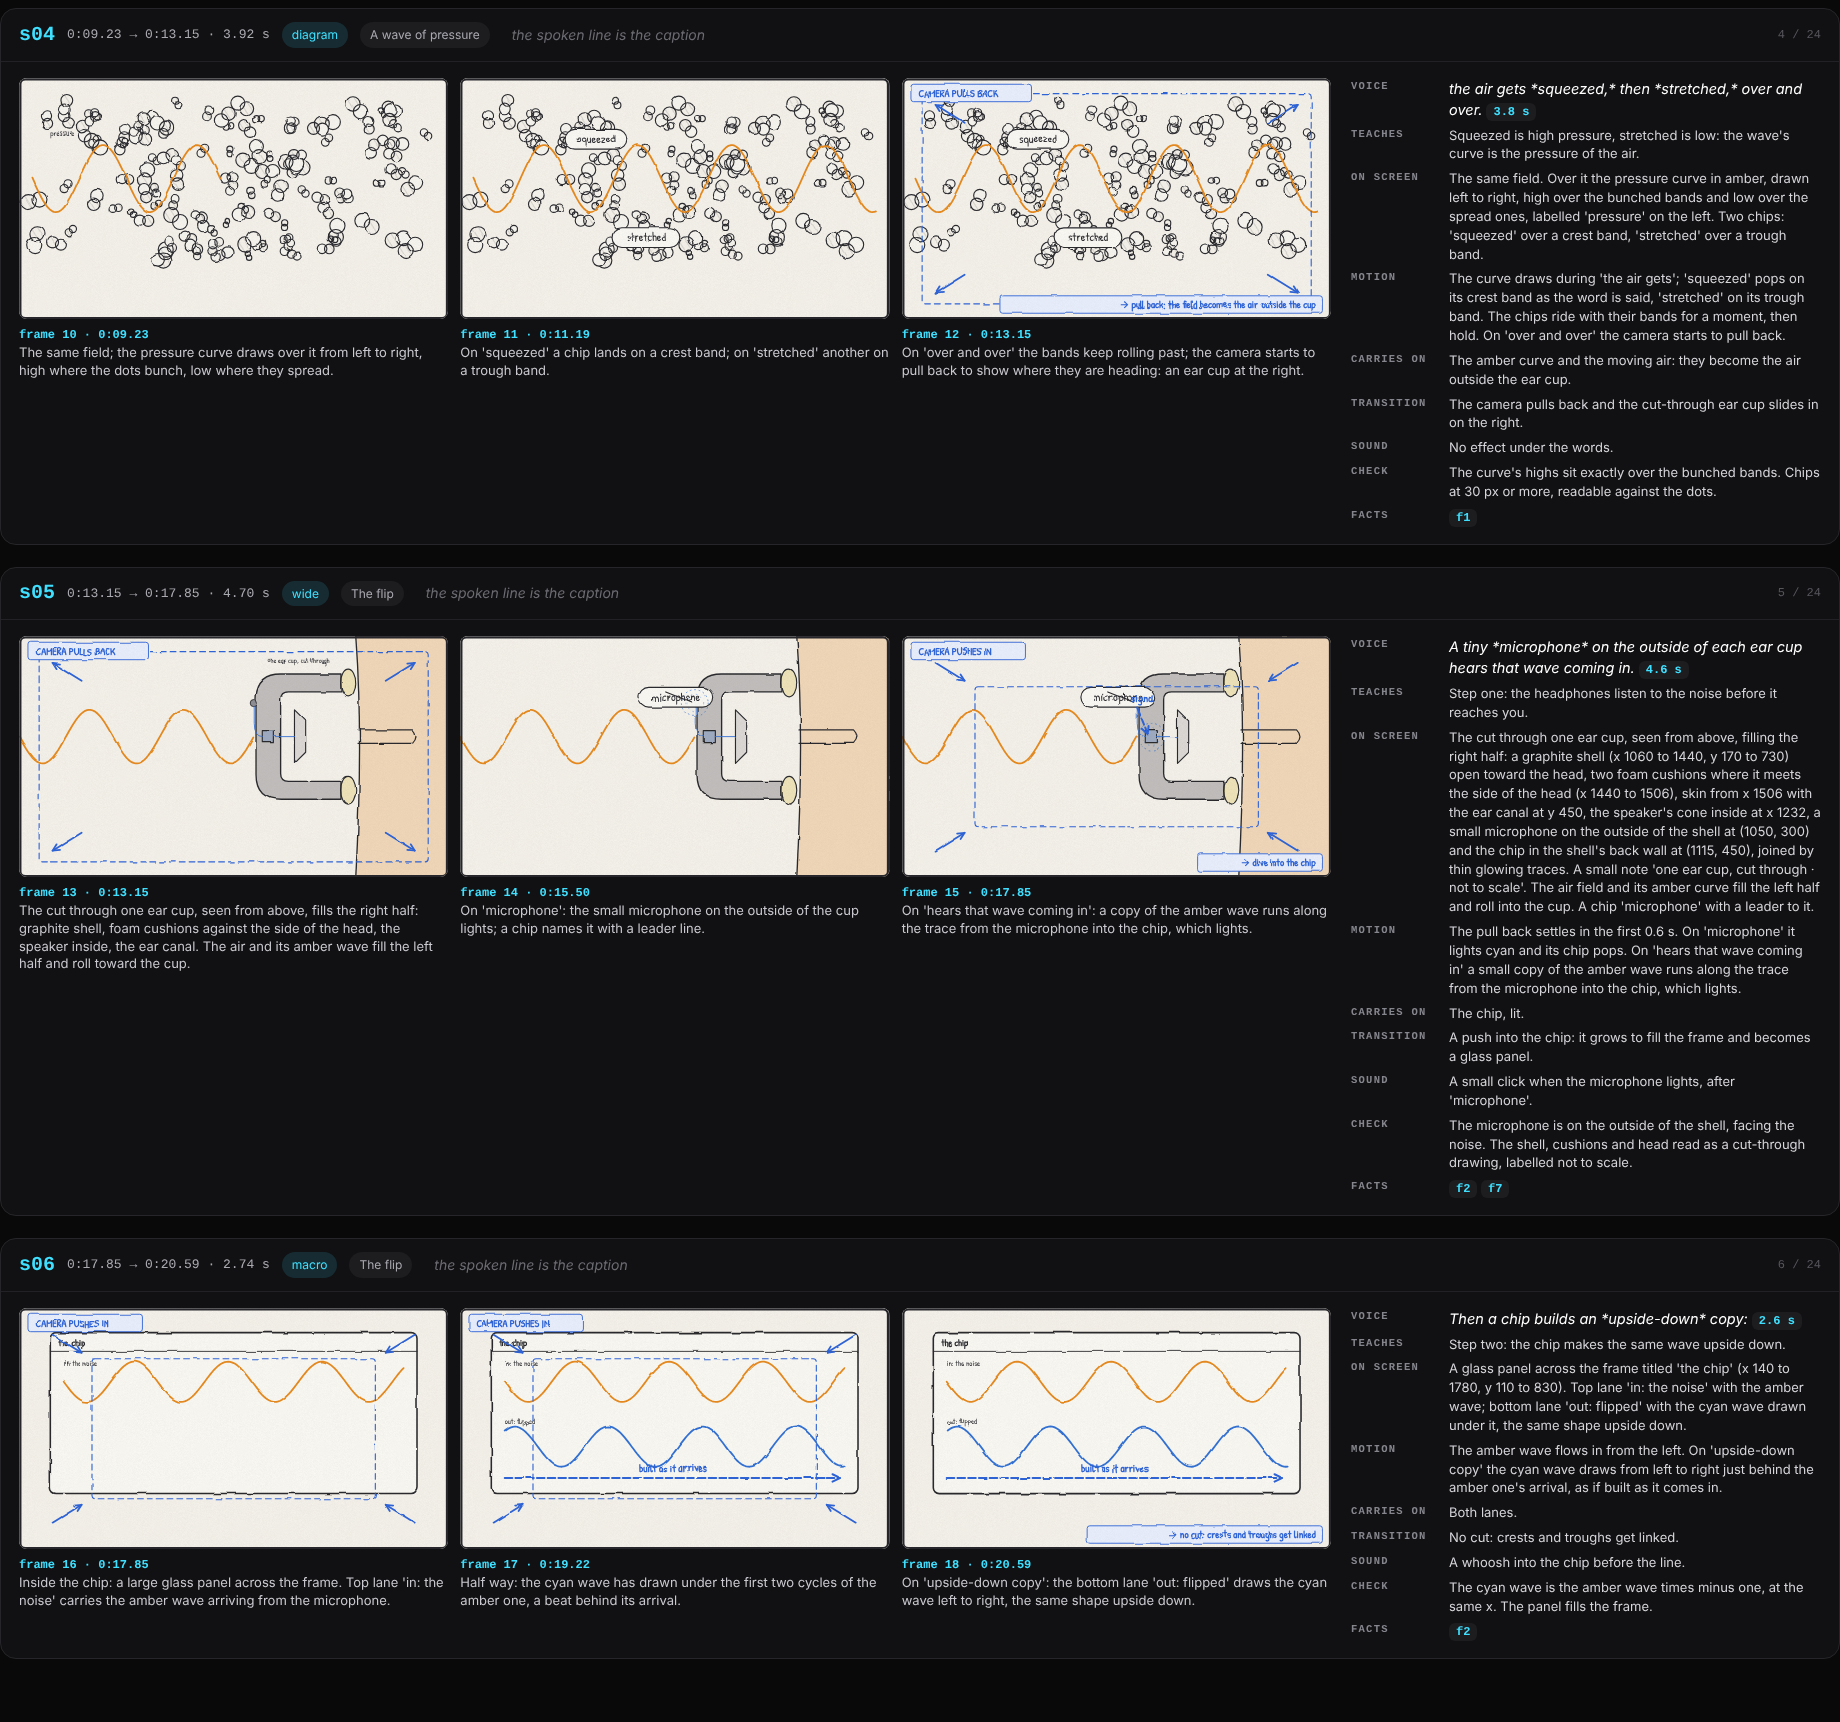 s04 0:09.23 → 0:13.15 · 3.92 s diagram A wave of pressure the spoken line is the caption 4 / 24
pressure
squeezed
stretched
CAMERA PULLS BACK
squeezed
stretched
→ pull back: the field becomes the air outside the cup
frame 10 · 0:09.23
The same field; the pressure curve draws over it from left to right,
high where the dots bunch, low where they spread.
frame 11 · 0:11.19
On 'squeezed' a chip lands on a crest band; on 'stretched' another on
a trough band.
frame 12 · 0:13.15
On 'over and over' the bands keep rolling past; the camera starts to
pull back to show where they are heading: an ear cup at the right.
VOICE
the air gets *squeezed,* then *stretched,* over and
over. 3.8 s
TEACHES
Squeezed is high pressure, stretched is low: the wave's
curve is the pressure of the air.
ON SCREEN
The same field. Over it the pressure curve in amber, drawn
left to right, high over the bunched bands and low over the
spread ones, labelled 'pressure' on the left. Two chips:
'squeezed' over a crest band, 'stretched' over a trough
band.
MOTION
The curve draws during 'the air gets'; 'squeezed' pops on
its crest band as the word is said, 'stretched' on its trough
band. The chips ride with their bands for a moment, then
hold. On 'over and over' the camera starts to pull back.
CARRIES ON
The amber curve and the moving air: they become the air
outside the ear cup.
TRANSITION
The camera pulls back and the cut-through ear cup slides in
on the right.
SOUND
No effect under the words.
CHECK
The curve's highs sit exactly over the bunched bands. Chips
at 30 px or more, readable against the dots.
FACTS
f1
s05 0:13.15 → 0:17.85 · 4.70 s wide The flip the spoken line is the caption 5 / 24
CAMERA PULLS BACK
one ear cup, cut through
microphone
CAMERA PUSHES IN
microphone
signal
→ dive into the chip
frame 13 · 0:13.15
The cut through one ear cup, seen from above, fills the right half:
graphite shell, foam cushions against the side of the head, the
speaker inside, the ear canal. The air and its amber wave fill the left
half and roll toward the cup.
frame 14 · 0:15.50
On 'microphone': the small microphone on the outside of the cup
lights; a chip names it with a leader line.
frame 15 · 0:17.85
On 'hears that wave coming in': a copy of the amber wave runs along
the trace from the microphone into the chip, which lights.
VOICE
A tiny *microphone* on the outside of each ear cup
hears that wave coming in. 4.6 s
TEACHES
Step one: the headphones listen to the noise before it
reaches you.
ON SCREEN
The cut through one ear cup, seen from above, filling the
right half: a graphite shell (x 1060 to 1440, y 170 to 730)
open toward the head, two foam cushions where it meets
the side of the head (x 1440 to 1506), skin from x 1506 with
the ear canal at y 450, the speaker's cone inside at x 1232, a
small microphone on the outside of the shell at (1050, 300)
and the chip in the shell's back wall at (1115, 450), joined by
thin glowing traces. A small note 'one ear cup, cut through ·
not to scale'. The air field and its amber curve fill the left half
and roll into the cup. A chip 'microphone' with a leader to it.
MOTION
The pull back settles in the first 0.6 s. On 'microphone' it
lights cyan and its chip pops. On 'hears that wave coming
in' a small copy of the amber wave runs along the trace
from the microphone into the chip, which lights.
CARRIES ON
The chip, lit.
TRANSITION
A push into the chip: it grows to fill the frame and becomes
a glass panel.
SOUND
A small click when the microphone lights, after
'microphone'.
CHECK
The microphone is on the outside of the shell, facing the
noise. The shell, cushions and head read as a cut-through
drawing, labelled not to scale.
FACTS
f2 f7
s06 0:17.85 → 0:20.59 · 2.74 s macro The flip the spoken line is the caption 6 / 24
CAMERA PUSHES IN
the chip
in: the noise
CAMERA PUSHES IN
the chip
in: the noise
out: flipped
built as it arrives
the chip
in: the noise
out: flipped
built as it arrives
→ no cut: crests and troughs get linked
frame 16 · 0:17.85
Inside the chip: a large glass panel across the frame. Top lane 'in: the
noise' carries the amber wave arriving from the microphone.
frame 17 · 0:19.22
Half way: the cyan wave has drawn under the first two cycles of the
amber one, a beat behind its arrival.
frame 18 · 0:20.59
On 'upside-down copy': the bottom lane 'out: flipped' draws the cyan
wave left to right, the same shape upside down.
VOICE
Then a chip builds an *upside-down* copy: 2.6 s
TEACHES
Step two: the chip makes the same wave upside down.
ON SCREEN
A glass panel across the frame titled 'the chip' (x 140 to
1780, y 110 to 830). Top lane 'in: the noise' with the amber
wave; bottom lane 'out: flipped' with the cyan wave drawn
under it, the same shape upside down.
MOTION
The amber wave flows in from the left. On 'upside-down
copy' the cyan wave draws from left to right just behind the
amber one's arrival, as if built as it comes in.
CARRIES ON
Both lanes.
TRANSITION
No cut: crests and troughs get linked.
SOUND
A whoosh into the chip before the line.
CHECK
The cyan wave is the amber wave times minus one, at the
same x. The panel fills the frame.
FACTS
f2